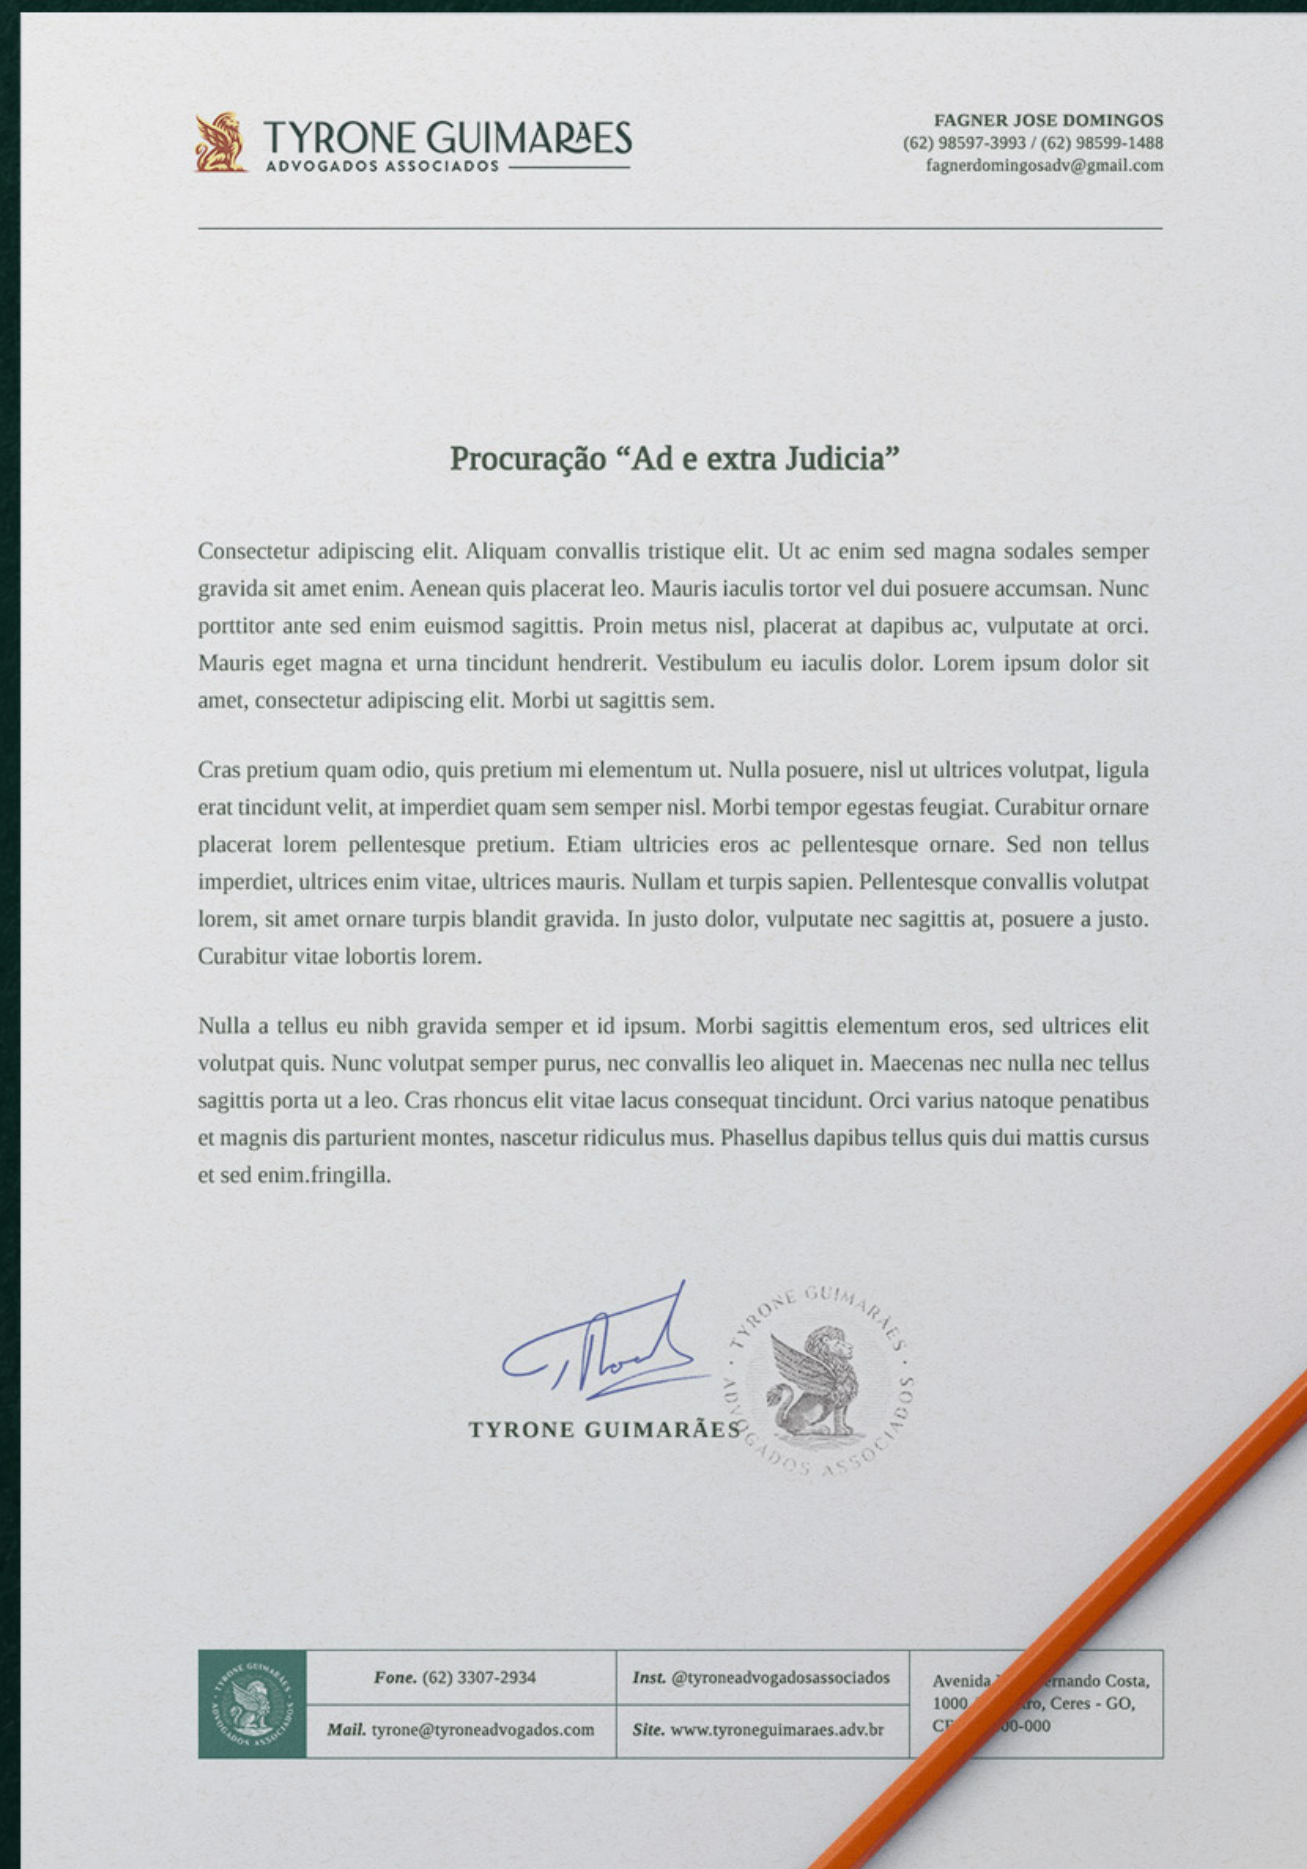 TYRONE GUIMARAES
ADVOGADOS ASSOCIADOS
FAGNER JOSE DOMINGOS
(62) 98597-3993 / (62) 98599-1488
fagnerdomingosadv@gmail.com
Procuração “Ad e extra Judicia”
Consectetur adipiscing elit. Aliquam convallis tristique elit. Ut ac enim sed magna sodales semper
gravida sit amet enim. Aenean quis placerat leo. Mauris iaculis tortor vel dui posuere accumsan. Nunc
porttitor ante sed enim euismod sagittis. Proin metus nisl, placerat at dapibus ac, vulputate at orci.
Mauris eget magna et urna tincidunt hendrerit. Vestibulum eu iaculis dolor. Lorem ipsum dolor sit
amet, consectetur adipiscing elit. Morbi ut sagittis sem.
Cras pretium quam odio, quis pretium mi elementum ut. Nulla posuere, nisl ut ultrices volutpat, ligula
erat tincidunt velit, at imperdiet quam sem semper nisl. Morbi tempor egestas feugiat. Curabitur ornare
placerat lorem pellentesque pretium. Etiam ultricies eros ac pellentesque ornare. Sed non tellus
imperdiet, ultrices enim vitae, ultrices mauris. Nullam et turpis sapien. Pellentesque convallis volutpat
lorem, sit amet ornare turpis blandit gravida. In justo dolor, vulputate nec sagittis at, posuere a justo.
Curabitur vitae lobortis lorem.
Nulla a tellus eu nibh gravida semper et id ipsum. Morbi sagittis elementum eros, sed ultrices elit
volutpat quis. Nunc volutpat semper purus, nec convallis leo aliquet in. Maecenas nec nulla nec tellus
sagittis porta ut a leo. Cras rhoncus elit vitae lacus consequat tincidunt. Orci varius natoque penatibus
et magnis dis parturient montes, nascetur ridiculus mus. Phasellus dapibus tellus quis dui mattis cursus
et sed enim.fringilla.
TYRONE GUIMARÃES
TYRONE GUIMARÃES · ADVOGADOS ASSOCIADOS ·
TYRONE GUIMARÃES · ADVOGADOS ASSOCIADOS ·
Fone. (62) 3307-2934
Inst. @tyroneadvogadosassociados
Mail. tyrone@tyroneadvogados.com
Site. www.tyroneguimaraes.adv.br
Avenida Costa,
1000 Ceres - GO,